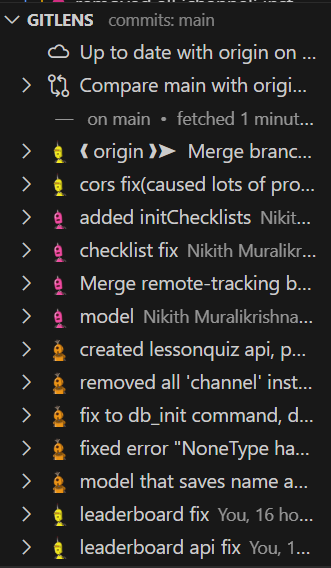 GITLENS commits: main
Up to date with origin on ...
Compare main with origi...
— on main • fetched 1 minut...
❰ origin ❱➤ Merge branc...
cors fix(caused lots of pro...
added initChecklists Nikit...
checklist fix Nikith Muralikr...
Merge remote-tracking b...
model Nikith Muralikrishna...
created lessonquiz api, p...
removed all 'channel' inst...
fix to db_init command, d...
fixed error "NoneType ha...
model that saves name a...
leaderboard fix You, 16 ho...
leaderboard api fix You, 1...